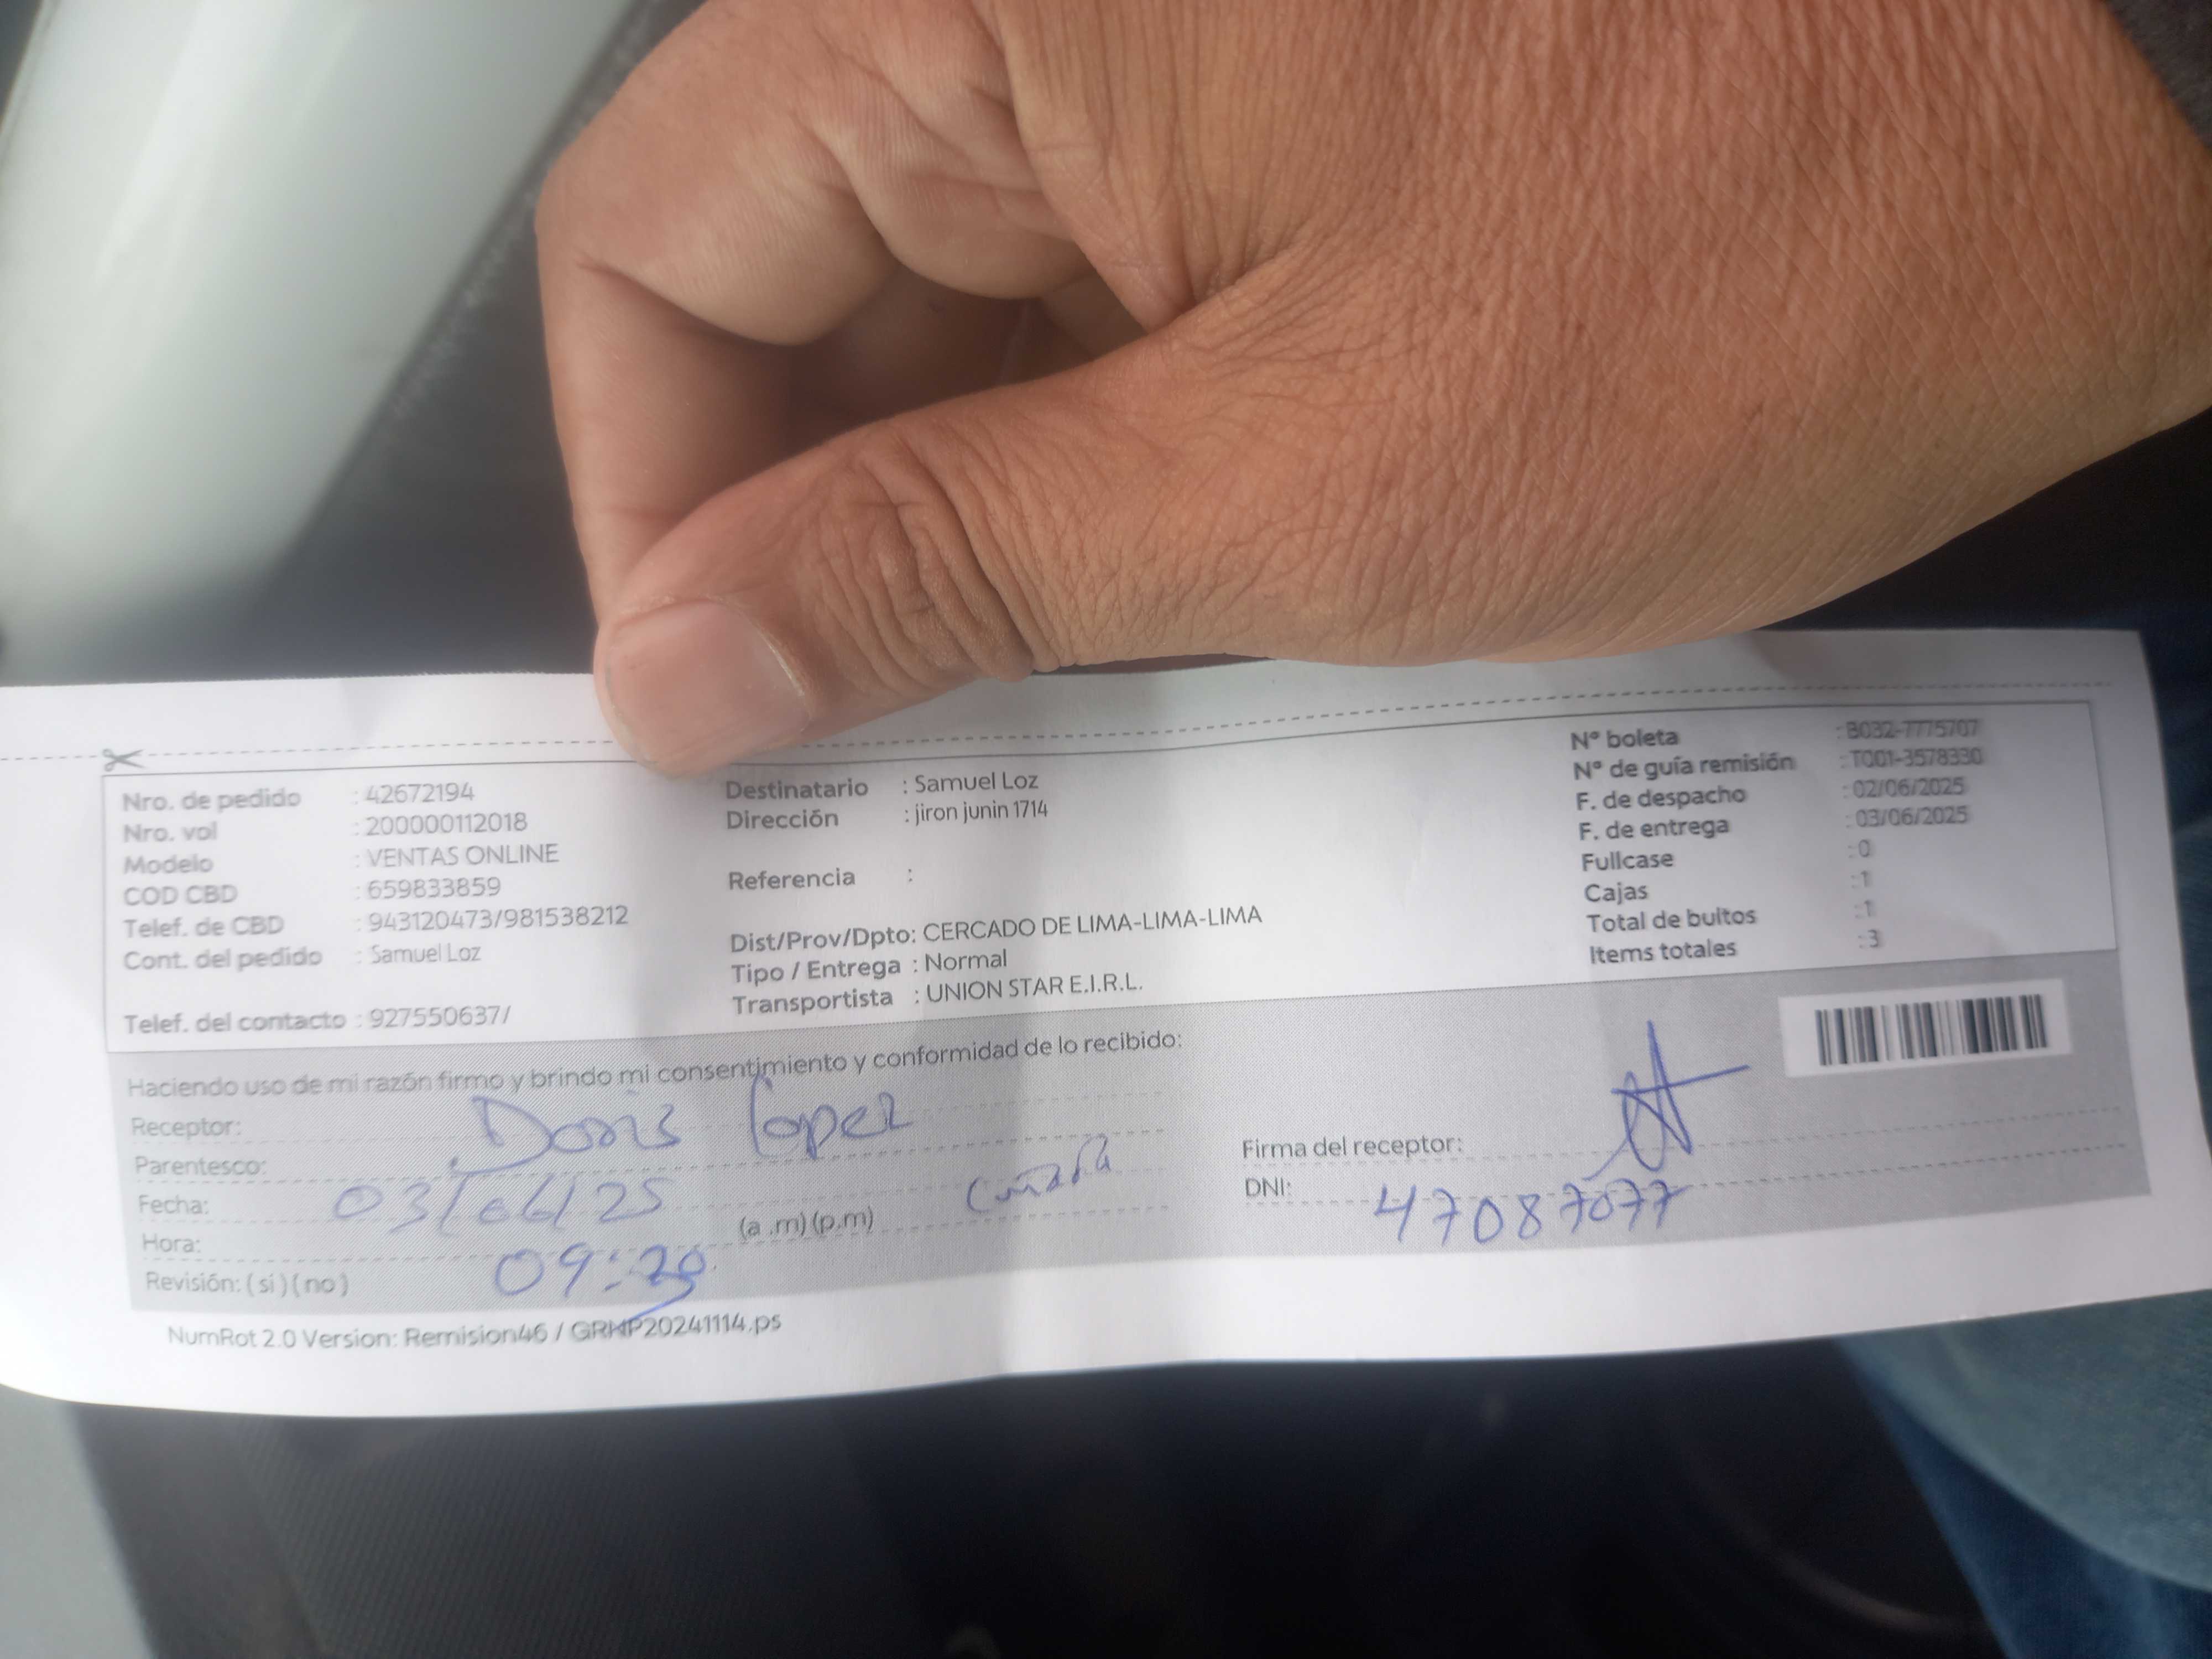 Nro. de pedido : 42672194
Nro. vol : 200000112018
Modelo : VENTAS ONLINE
COD CBD : 659833859
Telef. de CBD : 943120473/981538212
Cont. del pedido : Samuel Loz
Telef. del contacto : 927550637/
Destinatario : Samuel Loz
Dirección : jiron junin 1714
Referencia :
Dist/Prov/Dpto: CERCADO DE LIMA-LIMA-LIMA
Tipo / Entrega : Normal
Transportista : UNION STAR E.I.R.L.
Nº boleta : B032-7775707
Nº de guía remisión : T001-3578330
F. de despacho : 02/06/2025
F. de entrega : 03/06/2025
Fullcase : 0
Cajas : 1
Total de bultos : 1
Items totales : 3
Haciendo uso de mi razón firmo y brindo mi consentimiento y conformidad de lo recibido:
Receptor: Doris Lopez
Parentesco: Cuñada
Fecha: 03/06/25
Hora: 09: (a .m) (p.m)
Revisión: ( si ) ( no )
Firma del receptor:
DNI: 47087077
NumRot 2.0 Version: Remision46 / GRNP20241114.ps